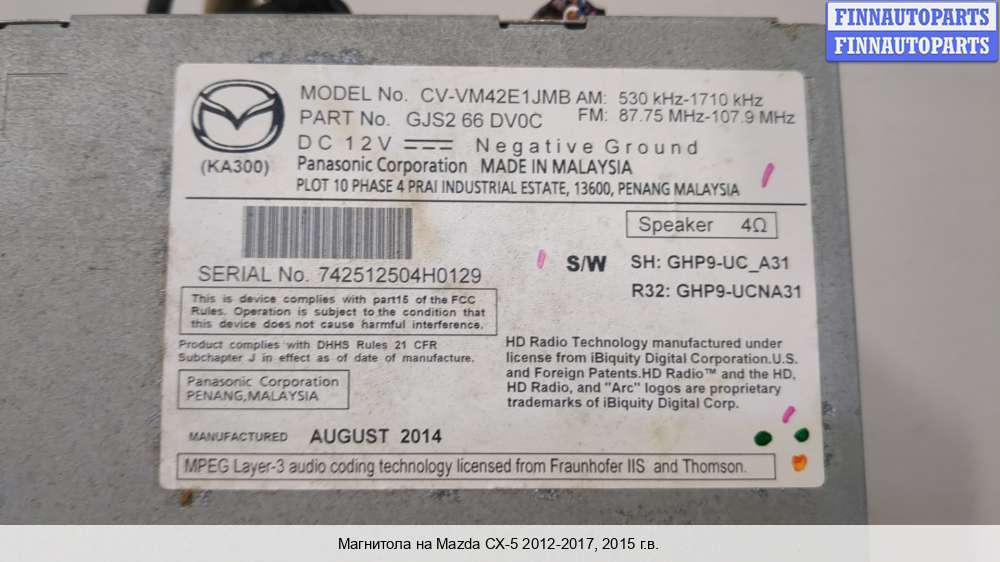 FINNAUTOPARTS
FINNAUTOPARTS
MODEL No. CV-VM42E1JMB AM: 530 kHz-1710 kHz
PART No. GJS2 66 DV0C FM: 87.75 MHz-107.9 MHz
DC 12V Negative Ground
(KA300) Panasonic Corporation MADE IN MALAYSIA
PLOT 10 PHASE 4 PRAI INDUSTRIAL ESTATE, 13600, PENANG MALAYSIA
Speaker 4Ω
SERIAL No. 742512504H0129
S/W SH: GHP9-UC_A31
R32: GHP9-UCNA31
This is device complies with part15 of the FCC
Rules. Operation is subject to the condition that
this device does not cause harmful interference.
Product complies with DHHS Rules 21 CFR
Subchapter J in effect as of date of manufacture.
Panasonic Corporation
PENANG,MALAYSIA
HD Radio Technology manufactured under
license from iBiquity Digital Corporation.U.S.
and Foreign Patents.HD Radio™ and the HD,
HD Radio, and "Arc" logos are proprietary
trademarks of iBiquity Digital Corp.
MANUFACTURED AUGUST 2014
MPEG Layer-3 audio coding technology licensed from Fraunhofer IIS and Thomson.
Магнитола на Mazda CX-5 2012-2017, 2015 г.в.